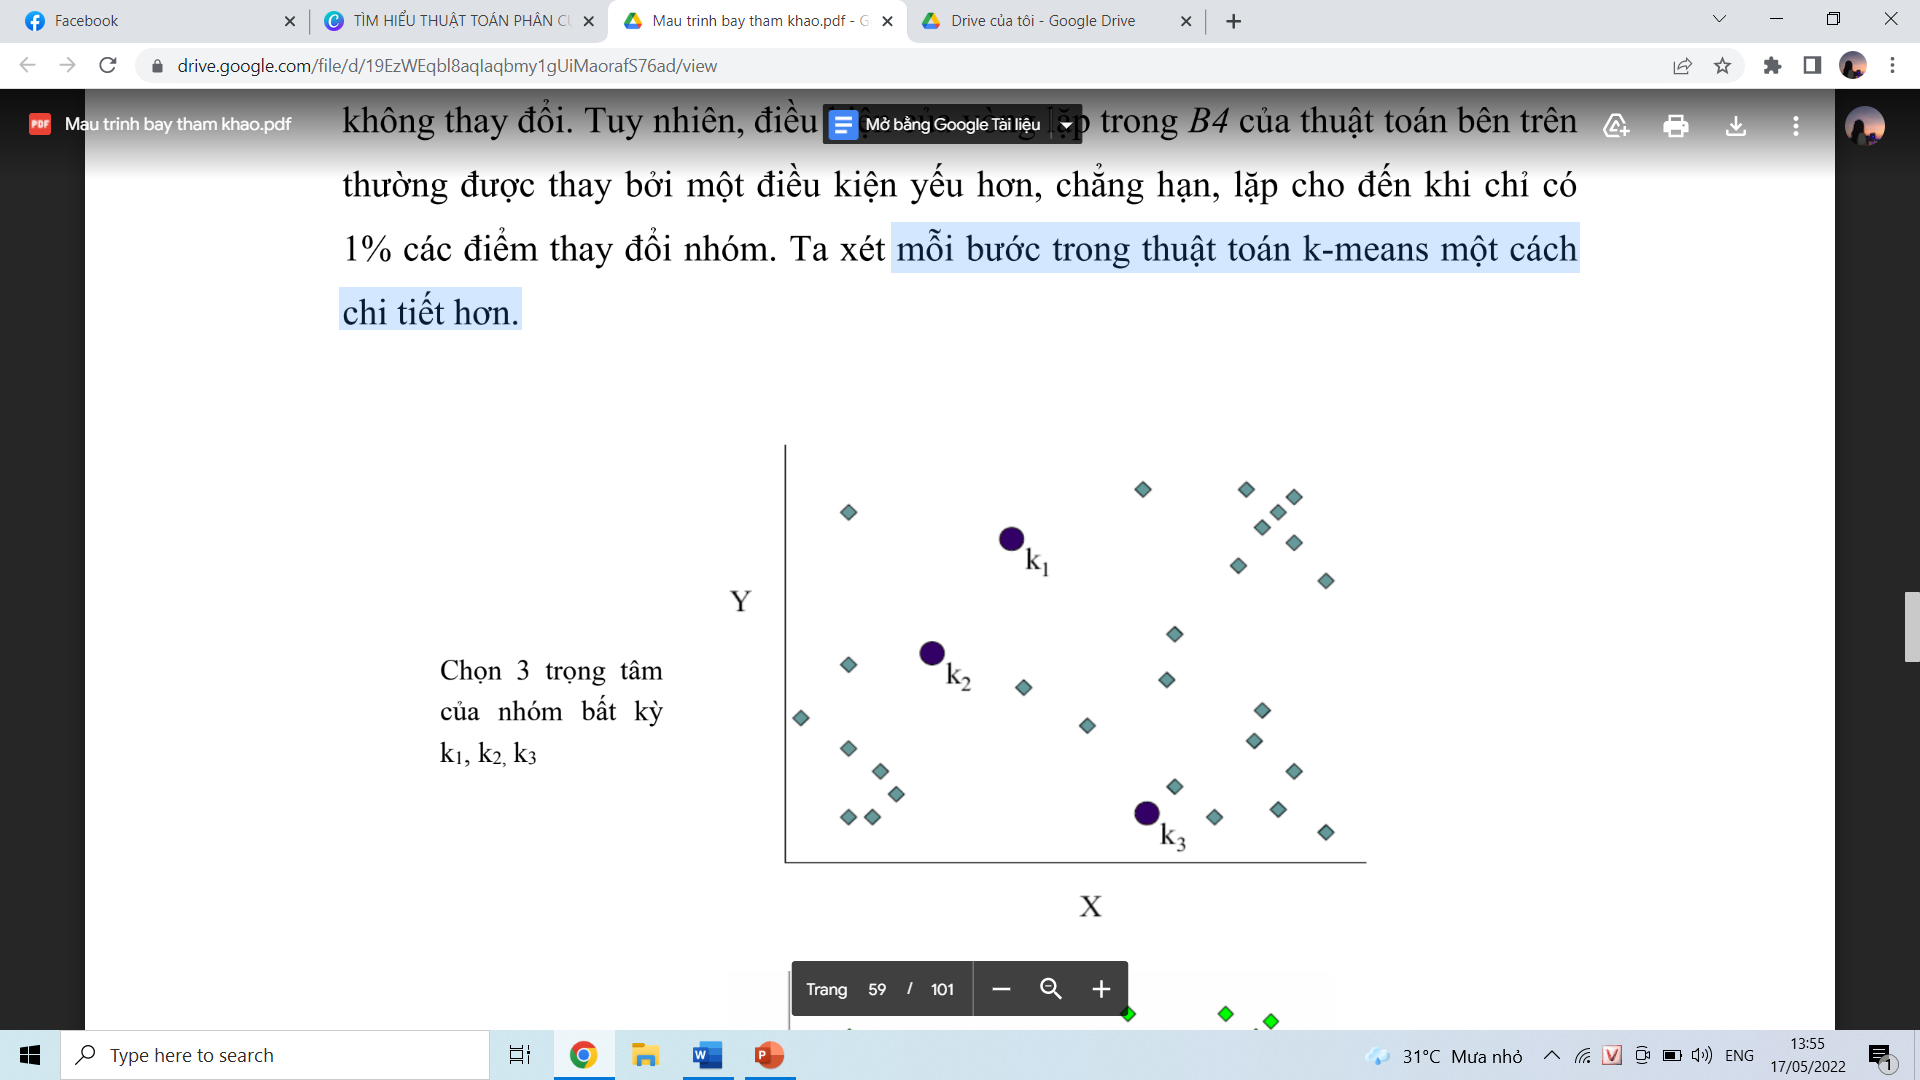 Facebook
TÌM HIỂU THUẬT TOÁN PHÂN C
Mau trinh bay tham khao.pdf - G
Drive của tôi - Google Drive
drive.google.com/file/d/19EzWEqbl8aqIaqbmy1gUiMaorafS76ad/view
PDF Mau trinh bay tham khao.pdf
Mở bằng Google Tài liệu
không thay đổi. Tuy nhiên, điều lặp trong B4 của thuật toán bên trên
thường được thay bởi một điều kiện yếu hơn, chẳng hạn, lặp cho đến khi chỉ có
1% các điểm thay đổi nhóm. Ta xét mỗi bước trong thuật toán k-means một cách
chi tiết hơn.
k1
Y
k2
Chọn 3 trọng tâm
của nhóm bất kỳ
k1, k2, k3
k3
X
Trang 59 / 101
Type here to search
31°C Mưa nhỏ
ENG
13:55
17/05/2022
1